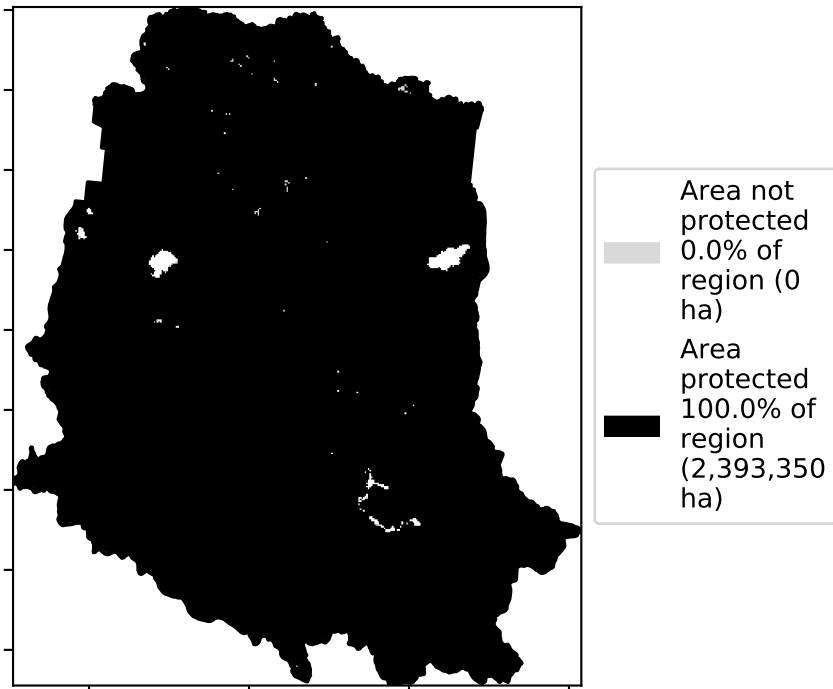 Area not
protected
0.0% of
region (0
ha)
Area
protected
100.0% of
region
(2,393,350
ha)